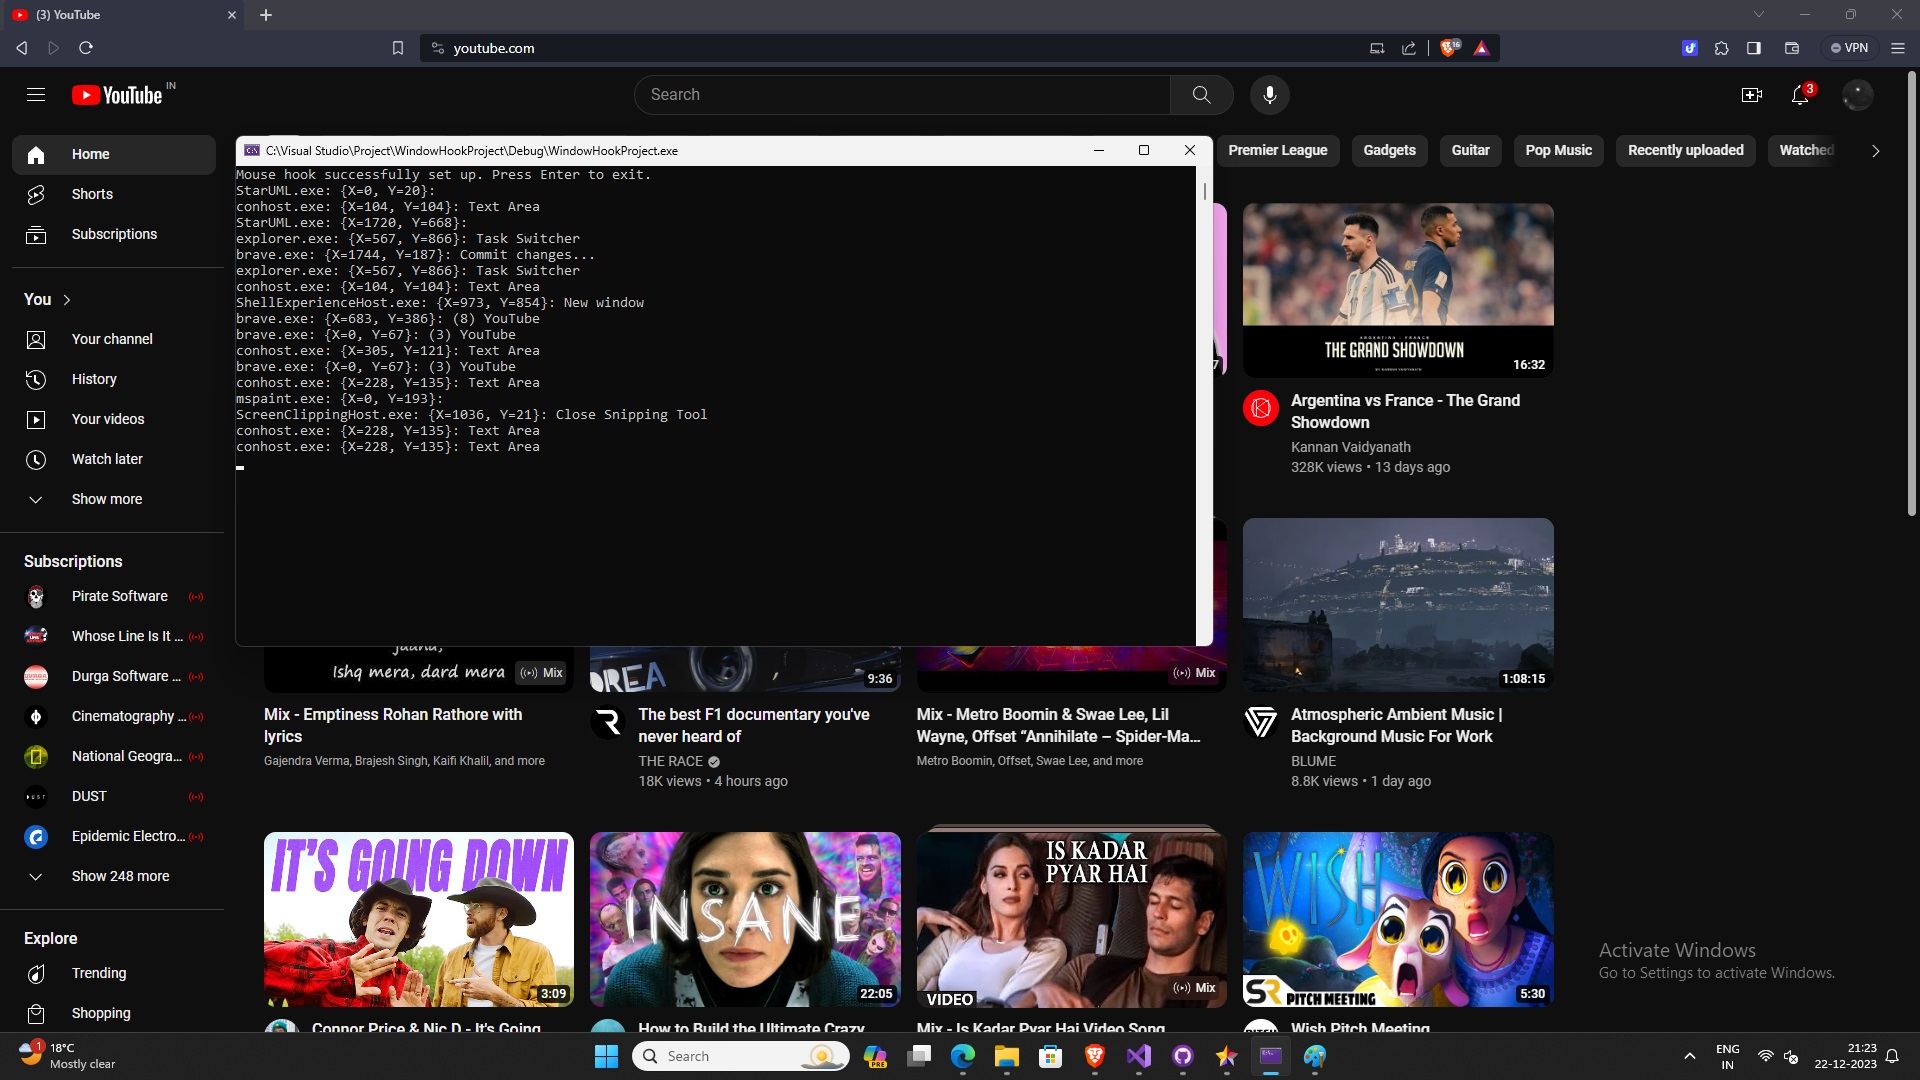 (3) YouTube
youtube.com
16
VPN
YouTube IN
Search
3
Home
Shorts
Subscriptions
You
Your channel
History
Your videos
Watch later
Show more
Subscriptions
Pirate Software
Whose Line Is It ...
Durga Software ...
Cinematography ...
National Geogra...
DUST
Epidemic Electro...
Show 248 more
Explore
Trending
Shopping
Premier League
Gadgets
Guitar
Pop Music
Recently uploaded
Watched
C:\Visual Studio\Project\WindowHookProject\Debug\WindowHookProject.exe
Mouse hook successfully set up. Press Enter to exit.
StarUML.exe: {X=0, Y=20}:
conhost.exe: {X=104, Y=104}: Text Area
StarUML.exe: {X=1720, Y=668}:
explorer.exe: {X=567, Y=866}: Task Switcher
brave.exe: {X=1744, Y=187}: Commit changes...
explorer.exe: {X=567, Y=866}: Task Switcher
conhost.exe: {X=104, Y=104}: Text Area
ShellExperienceHost.exe: {X=973, Y=854}: New window
brave.exe: {X=683, Y=386}: (8) YouTube
brave.exe: {X=0, Y=67}: (3) YouTube
conhost.exe: {X=305, Y=121}: Text Area
brave.exe: {X=0, Y=67}: (3) YouTube
conhost.exe: {X=228, Y=135}: Text Area
mspaint.exe: {X=0, Y=193}:
ScreenClippingHost.exe: {X=1036, Y=21}: Close Snipping Tool
conhost.exe: {X=228, Y=135}: Text Area
conhost.exe: {X=228, Y=135}: Text Area
7
ARGENTINA - FRANCE
THE GRAND SHOWDOWN
16:32
Argentina vs France - The Grand
Showdown
Kannan Vaidyanath
328K views • 13 days ago
Ishq mera, dard mera
Mix
Mix - Emptiness Rohan Rathore with
lyrics
Gajendra Verma, Brajesh Singh, Kaifi Khalil, and more
OREA
9:36
The best F1 documentary you've
never heard of
THE RACE
18K views • 4 hours ago
Mix
Mix - Metro Boomin & Swae Lee, Lil
Wayne, Offset “Annihilate – Spider-Ma...
Metro Boomin, Offset, Swae Lee, and more
1:08:15
Atmospheric Ambient Music |
Background Music For Work
BLUME
8.8K views • 1 day ago
IT'S GOING DOWN
3:09
Connor Price & Nic D - It's Going
INSANE
22:05
How to Build the Ultimate Crazy
IS KADAR
PYAR HAI
VIDEO
Mix
Mix - Is Kadar Pyar Hai Video Song
WISH
SR PITCH MEETING
5:30
Wish Pitch Meeting
Activate Windows
Go to Settings to activate Windows.
1
18°C
Mostly clear
Search
PRE
ENG
IN
21:23
22-12-2023